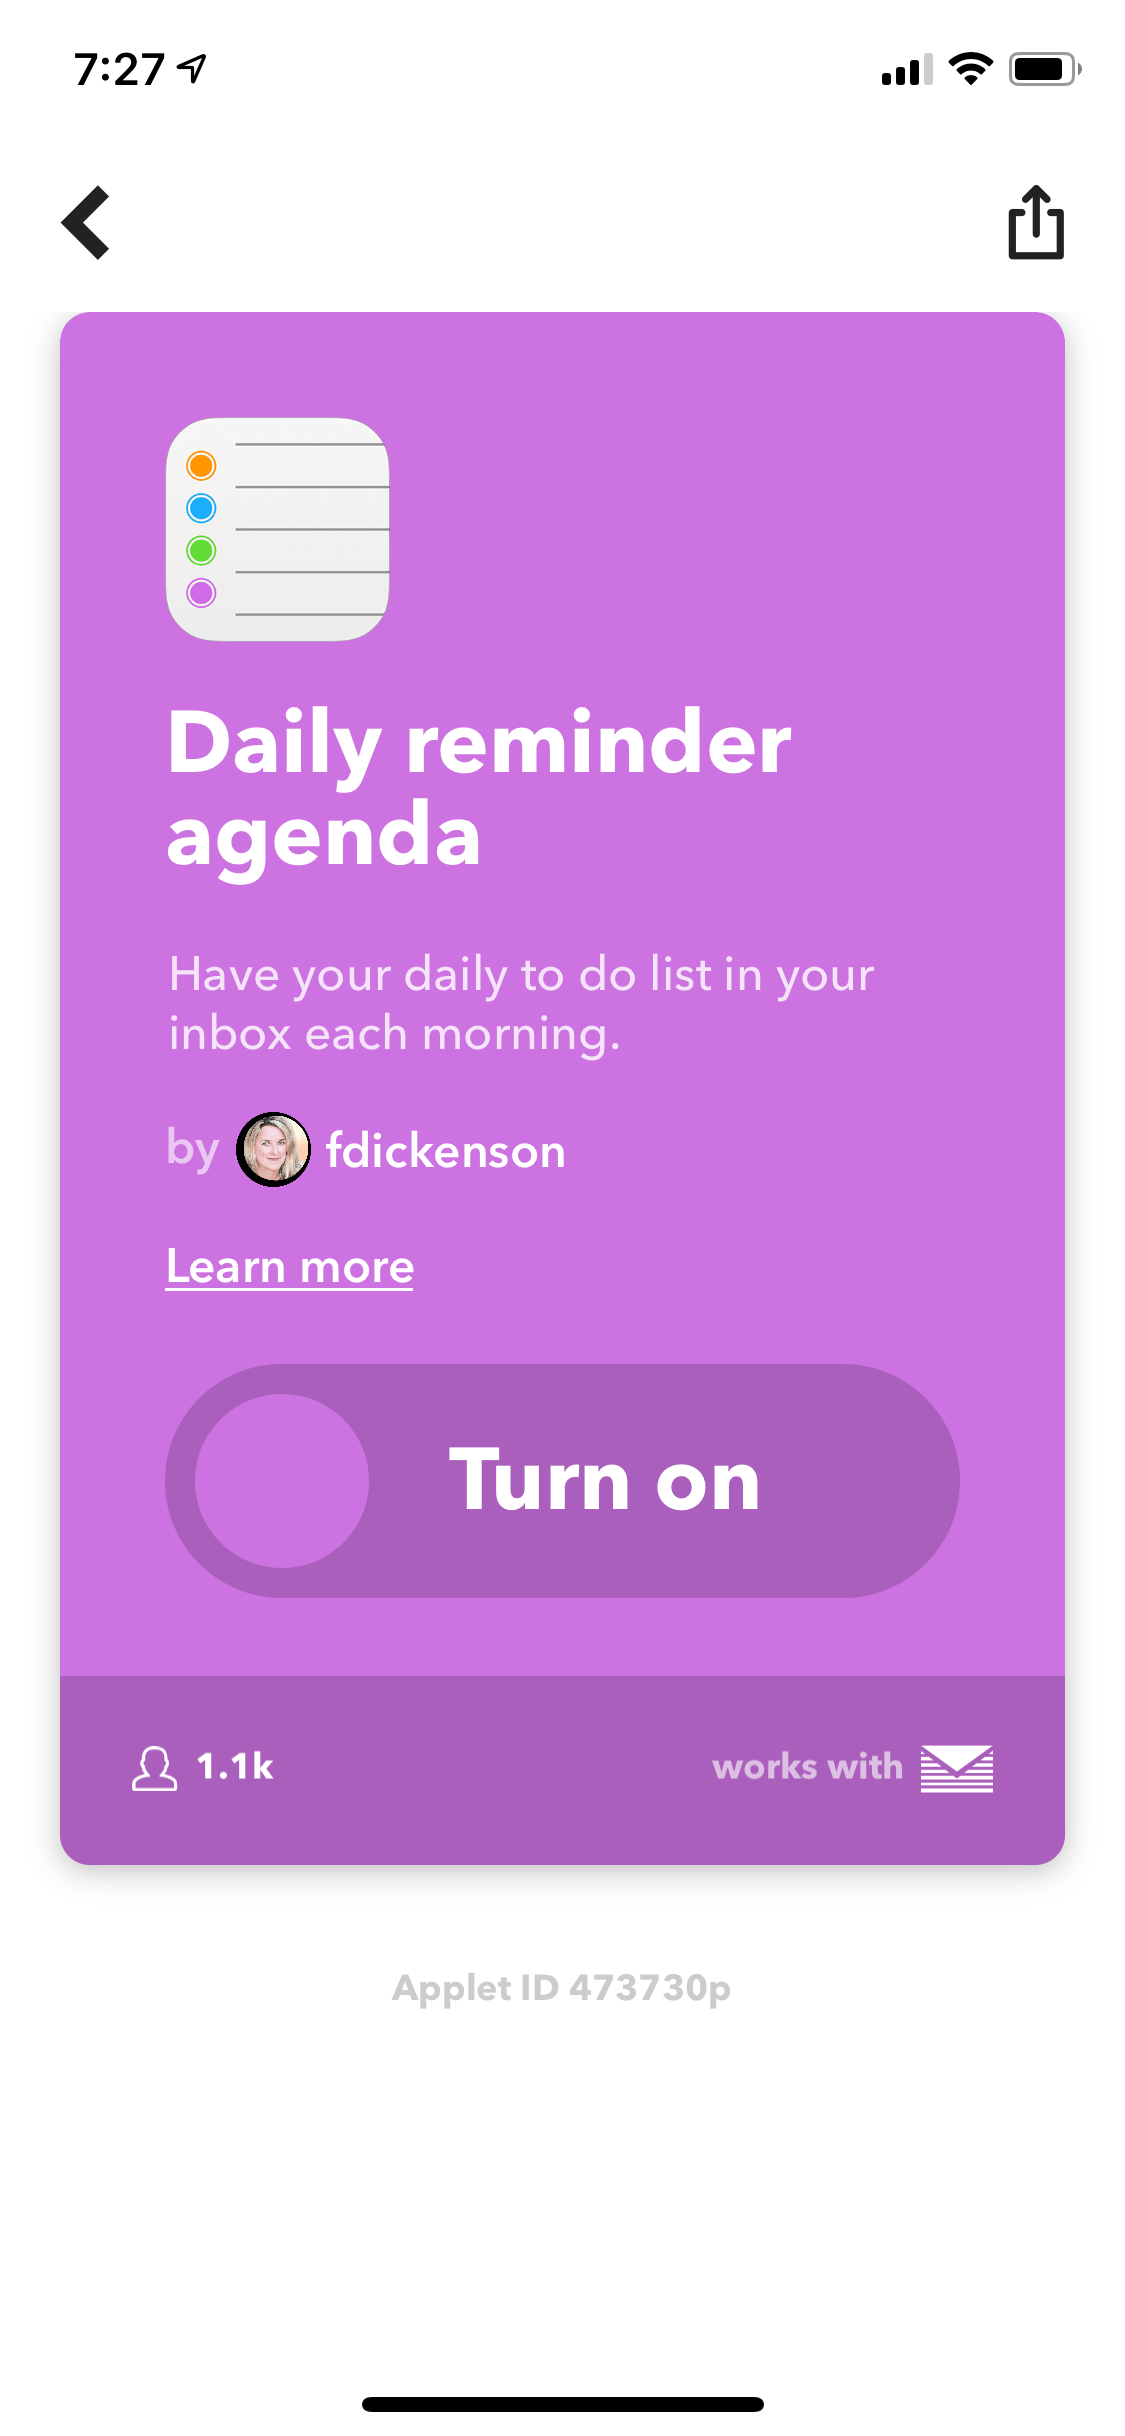 7:27
Daily reminder
agenda
Have your daily to do list in your
inbox each morning.
by fdickenson
Learn more
Turn on
1.1k works with
Applet ID 473730p